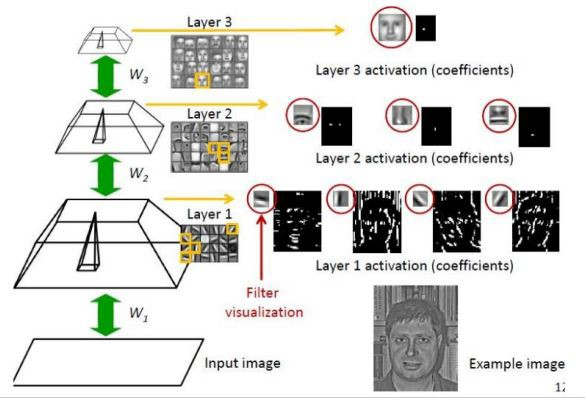 Layer 3
W3
Layer 3 activation (coefficients)
Layer 2
W2
Layer 2 activation (coefficients)
Layer 1
Layer 1 activation (coefficients)
Filter
visualization
W1
Input image
Example image
12